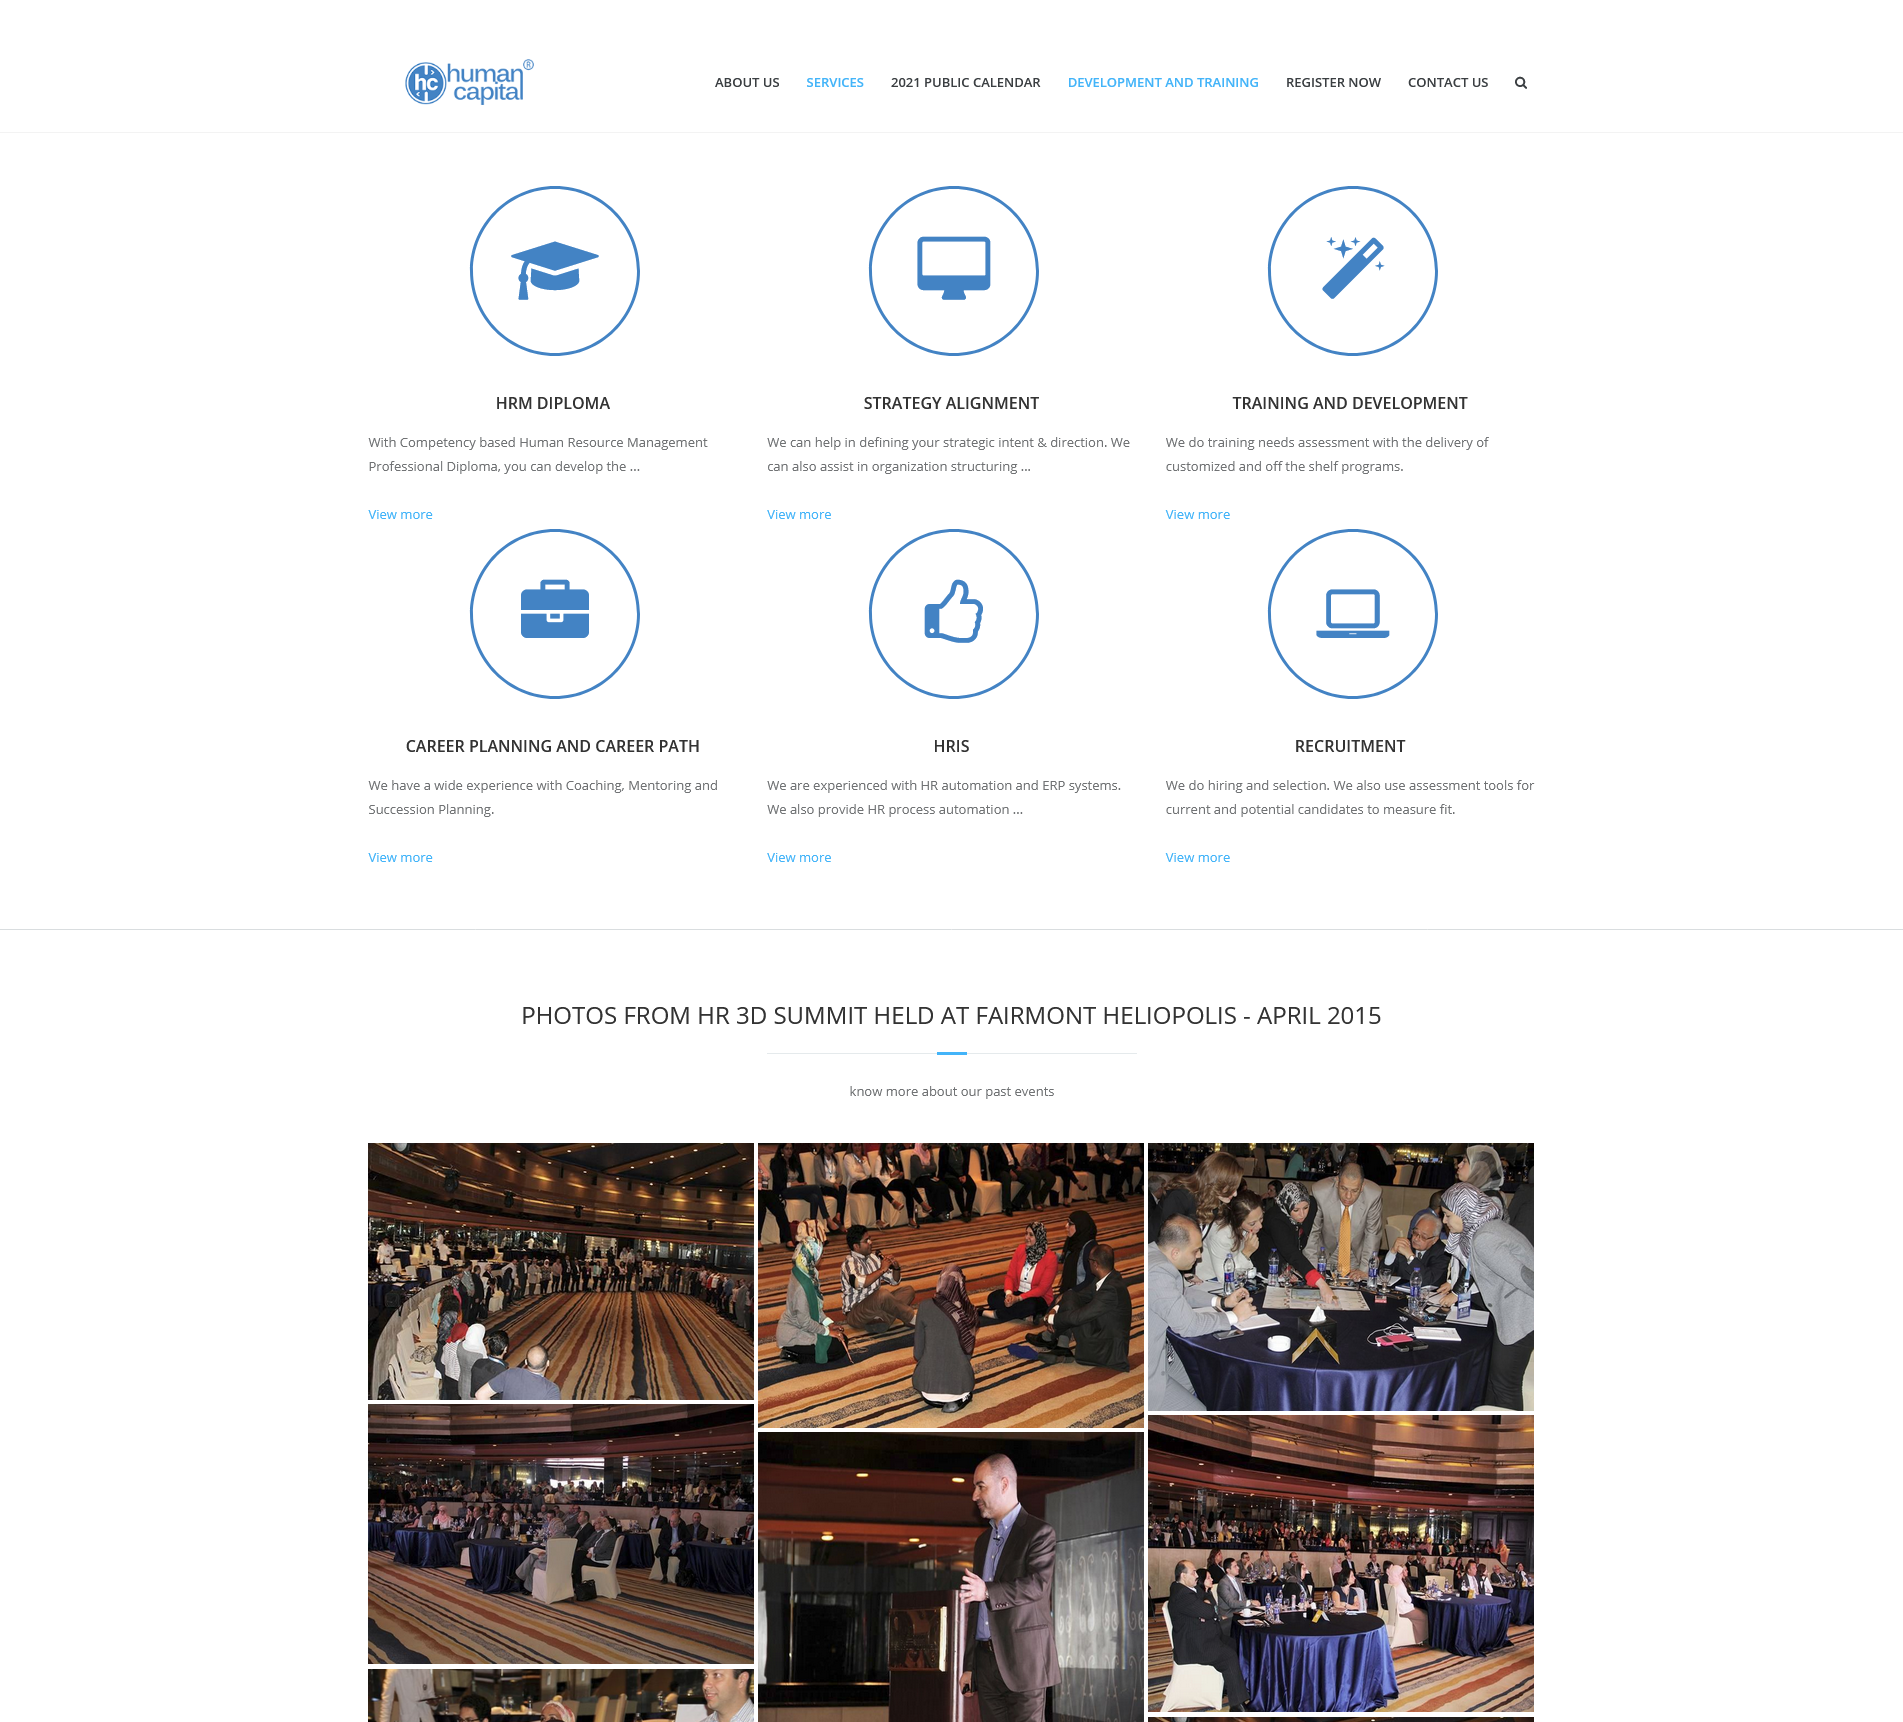 hc human®
capital
ABOUT US SERVICES 2021 PUBLIC CALENDAR DEVELOPMENT AND TRAINING REGISTER NOW CONTACT US
HRM DIPLOMA
With Competency based Human Resource Management
Professional Diploma, you can develop the ...
View more
STRATEGY ALIGNMENT
We can help in defining your strategic intent & direction. We
can also assist in organization structuring ...
View more
TRAINING AND DEVELOPMENT
We do training needs assessment with the delivery of
customized and off the shelf programs.
View more
CAREER PLANNING AND CAREER PATH
We have a wide experience with Coaching, Mentoring and
Succession Planning.
View more
HRIS
We are experienced with HR automation and ERP systems.
We also provide HR process automation ...
View more
RECRUITMENT
We do hiring and selection. We also use assessment tools for
current and potential candidates to measure fit.
View more
PHOTOS FROM HR 3D SUMMIT HELD AT FAIRMONT HELIOPOLIS - APRIL 2015
know more about our past events